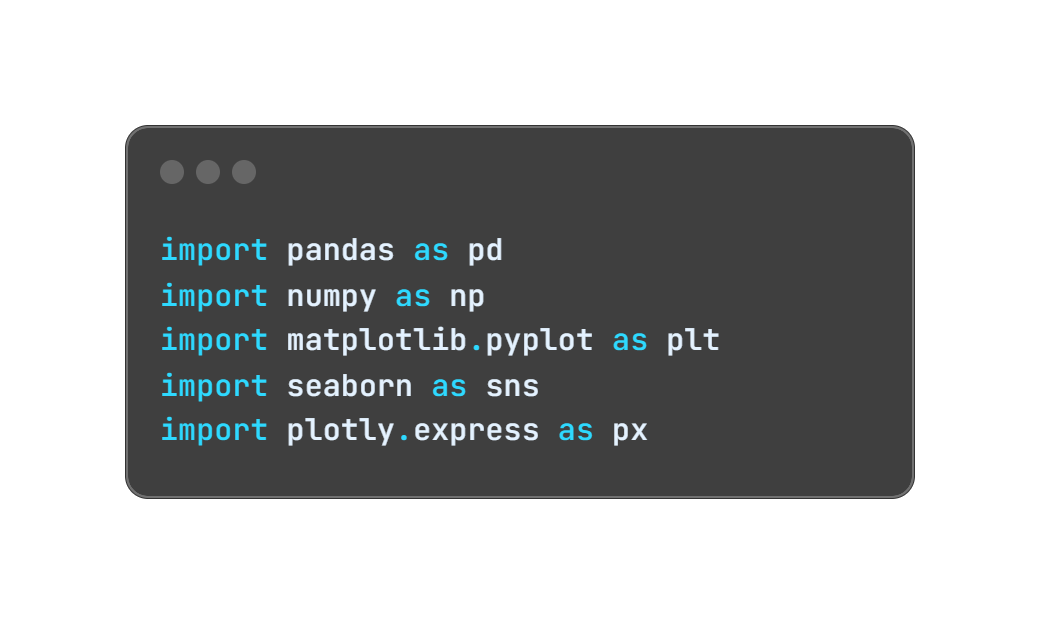 import pandas as pd
import numpy as np
import matplotlib.pyplot as plt
import seaborn as sns
import plotly.express as px